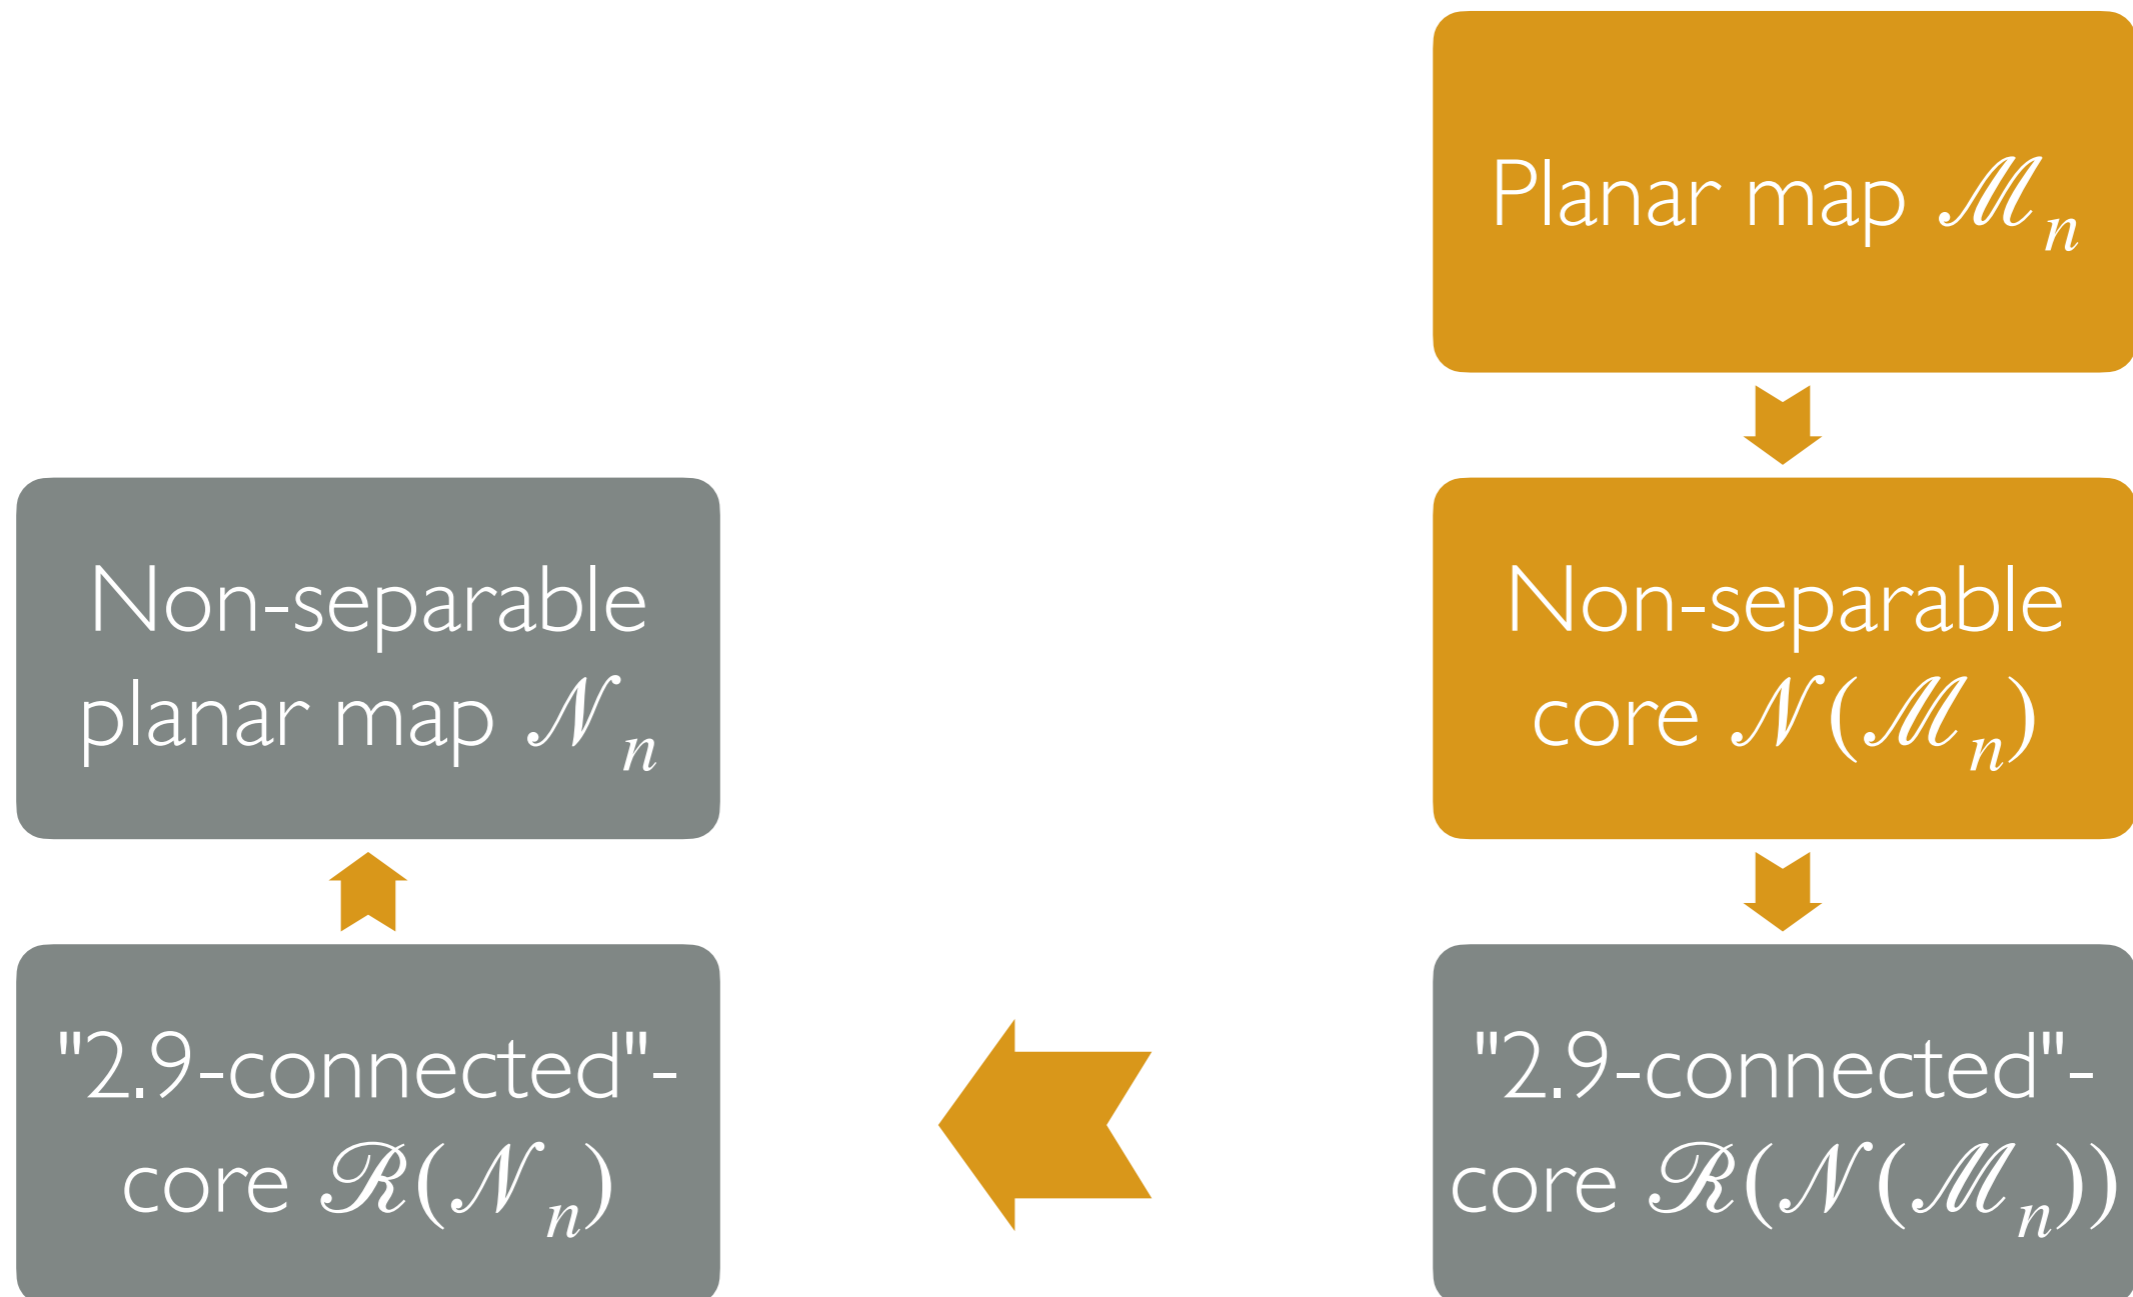 Planar map ℳₙ
Non-separable
planar map 𝒩ₙ
Non-separable
core 𝒩(ℳₙ)
"2.9-connected"-
core ℛ(𝒩ₙ)
"2.9-connected"-
core ℛ(𝒩(ℳₙ))